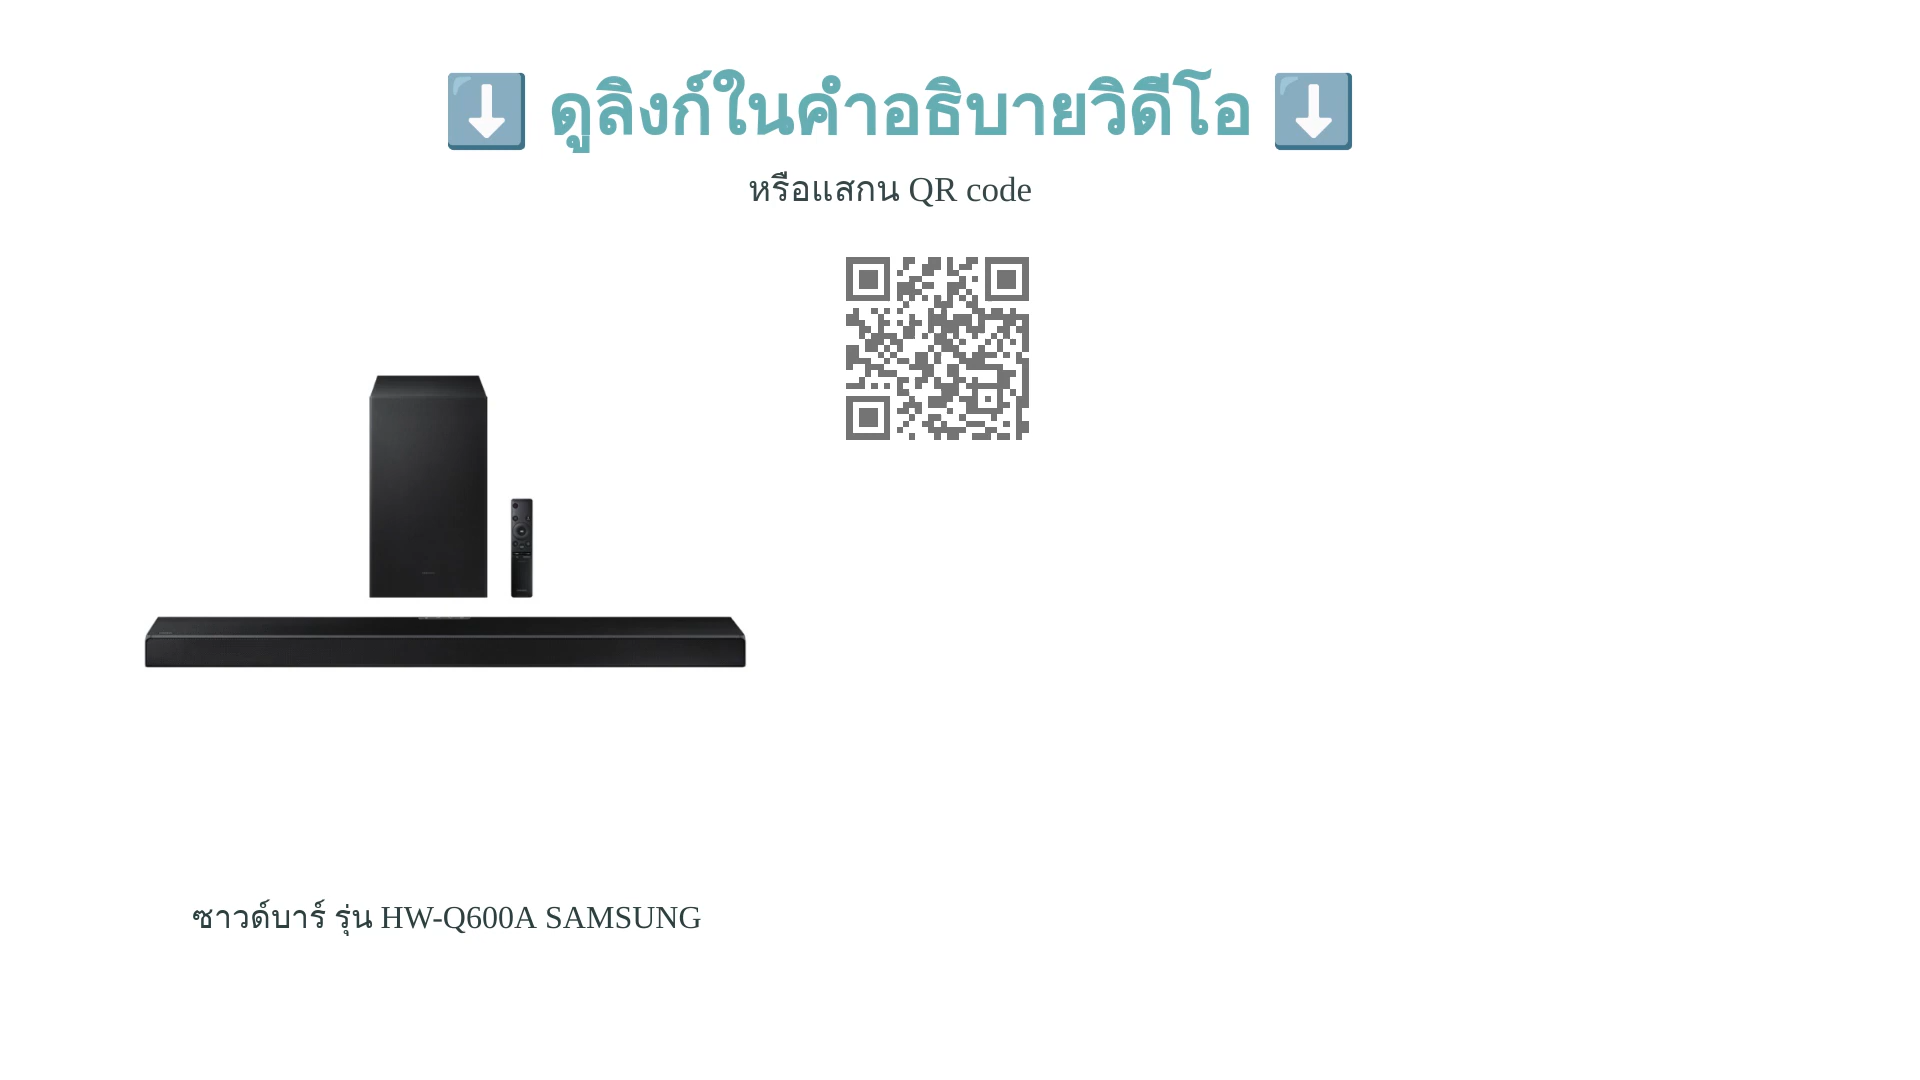 ⬇️ ดูลิงก์ในคำอธิบายวิดีโอ ⬇️
หรือแสกน QR code
ซาวด์บาร์ รุ่น HW-Q600A SAMSUNG